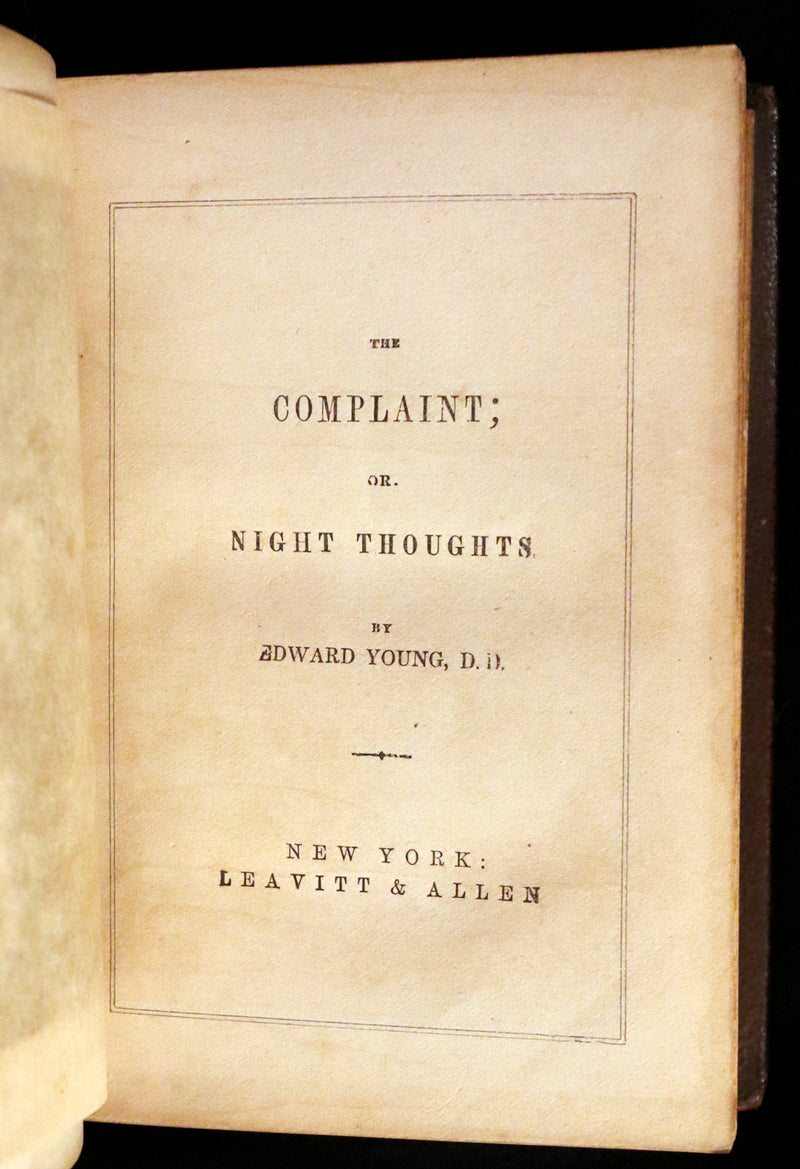 THE
COMPLAINT;
OR.
NIGHT THOUGHTS.
BY
EDWARD YOUNG, D. D.
NEW YORK:
LEAVITT & ALLEN